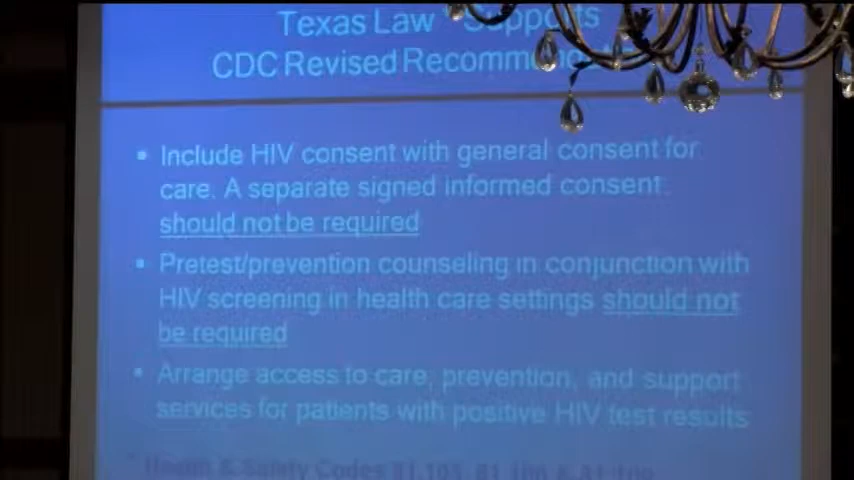 Texas Law * Supports
CDC Revised Recomme
▪ Include HIV consent with general consent for
care. A separate signed informed consent
should not be required
▪ Pretest/prevention counseling in conjunction with
HIV screening in health care settings should not
be required
▪ Arrange access to care, prevention, and support
services for patients with positive HIV test results
* Health & Safety Codes 81.105, 81.106 & 81.109